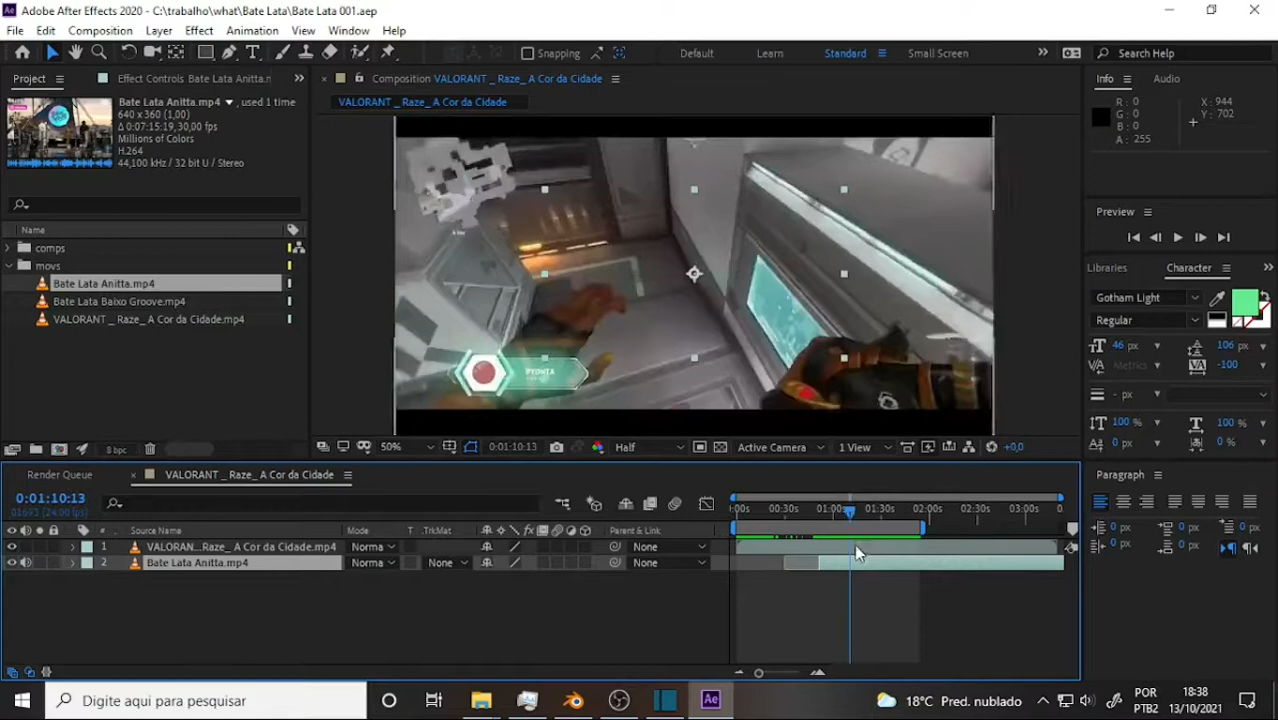 Adobe After Effects 2020 - C:\trabalho\what\Bate Lata\Bate Lata 001.aep
File Edit Composition Layer Effect Animation View Window Help
Snapping Default Learn Standard Small Screen Search Help
Project Effect Controls Bate Lata Anitta.n Composition VALORANT _ Raze_ A Cor da Cidade Info Audio
Bate Lata Anitta.mp4 , used 1 time
640 x 360 (1,00)
Δ 0:07:15:19, 30,00 fps
Millions of Colors
H.264
44,100 kHz / 32 bit U / Stereo
VALORANT _ Raze_ A Cor da Cidade
R: 0
G: 0
B: 0
A: 255
X: 944
Y: 702
Preview
Name
comps
movs
Bate Lata Anitta.mp4
Bate Lata Baixo Groove.mp4
VALORANT _ Raze_ A Cor da Cidade.mp4
Libraries Character
Gotham Light
Regular
46 px 106 px
Metrics -100
- px
100 % 100 %
0 px 0 %
8 bpc
50% 0:01:10:13 Half Active Camera 1 View +0,0
Render Queue VALORANT _ Raze_ A Cor da Cidade
Paragraph
0:01:10:13
01693 (24.00 fps)
:00s 00:30s 01:00s 01:30s 02:00s 02:30s 03:00s
# Source Name Mode T .TrkMat Parent & Link
1 VALORAN...Raze_ A Cor da Cidade.mp4 Norma None
2 Bate Lata Anitta.mp4 Norma None None
0 px 0 px
0 px 0 px
0 px
Digite aqui para pesquisar
18°C Pred. nublado
POR
PTB2
18:38
13/10/2021